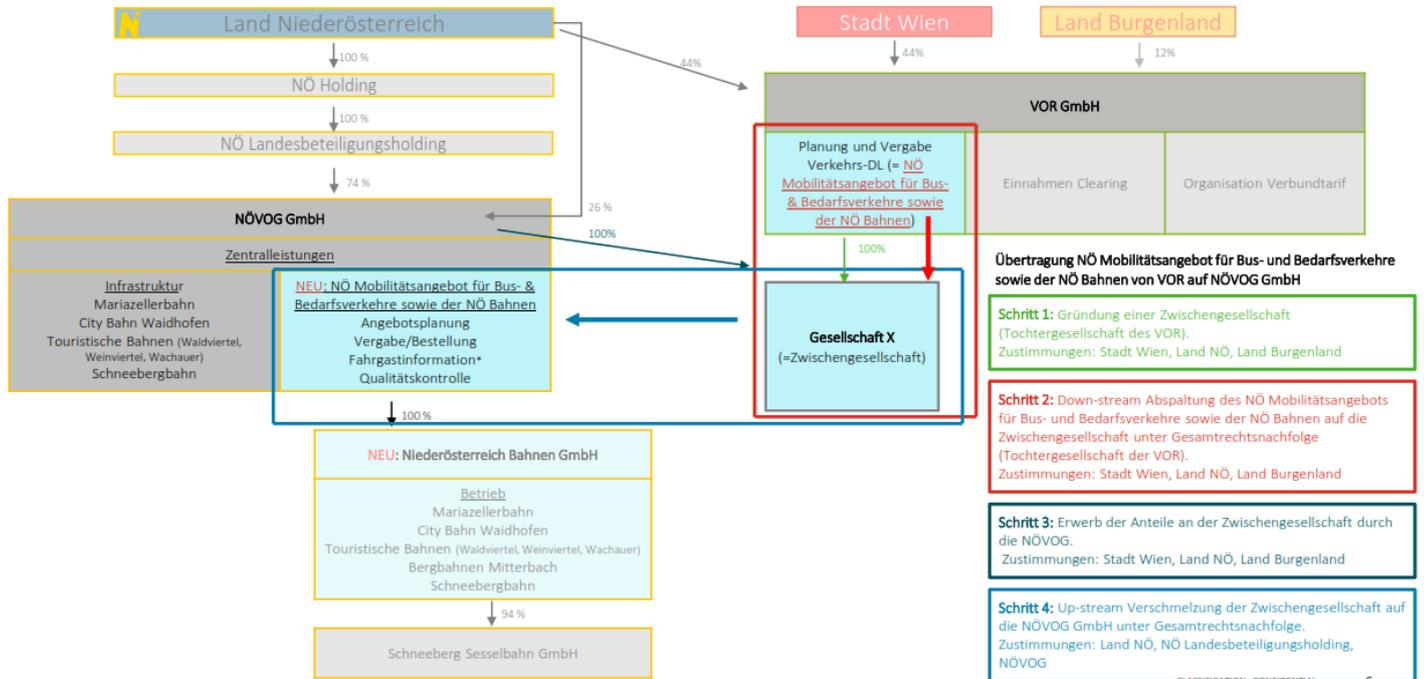 Land Niederösterreich
Stadt Wien
Land Burgenland
100 %
44%
44%
12%
NÖ Holding
100 %
NÖ Landesbeteiligungsholding
74 %
26 %
100%
VOR GmbH
Planung und Vergabe
Verkehrs-DL (= NÖ
Mobilitätsangebot für Bus-
& Bedarfsverkehre sowie
der NÖ Bahnen)
Einnahmen Clearing
Organisation Verbundtarif
100%
NÖVOG GmbH
Zentralleistungen
Infrastruktur
Mariazellerbahn
City Bahn Waidhofen
Touristische Bahnen (Waldviertel,
Weinviertel, Wachauer)
Schneebergbahn
NEU: NÖ Mobilitätsangebot für Bus- &
Bedarfsverkehre sowie der NÖ Bahnen
Angebotsplanung
Vergabe/Bestellung
Fahrgastinformation*
Qualitätskontrolle
Gesellschaft X
(=Zwischengesellschaft)
100 %
NEU: Niederösterreich Bahnen GmbH
Betrieb
Mariazellerbahn
City Bahn Waidhofen
Touristische Bahnen (Waldviertel, Weinviertel, Wachauer)
Bergbahnen Mitterbach
Schneebergbahn
94 %
Schneeberg Sesselbahn GmbH
Übertragung NÖ Mobilitätsangebot für Bus- und Bedarfsverkehre
sowie der NÖ Bahnen von VOR auf NÖVOG GmbH
Schritt 1: Gründung einer Zwischengesellschaft
(Tochtergesellschaft des VOR).
Zustimmungen: Stadt Wien, Land NÖ, Land Burgenland
Schritt 2: Down-stream Abspaltung des NÖ Mobilitätsangebots
für Bus- und Bedarfsverkehre sowie der NÖ Bahnen auf die
Zwischengesellschaft unter Gesamtrechtsnachfolge
(Tochtergesellschaft der VOR).
Zustimmungen: Stadt Wien, Land NÖ, Land Burgenland
Schritt 3: Erwerb der Anteile an der Zwischengesellschaft durch
die NÖVOG.
Zustimmungen: Stadt Wien, Land NÖ, Land Burgenland
Schritt 4: Up-stream Verschmelzung der Zwischengesellschaft auf
die NÖVOG GmbH unter Gesamtrechtsnachfolge.
Zustimmungen: Land NÖ, NÖ Landesbeteiligungsholding,
NÖVOG